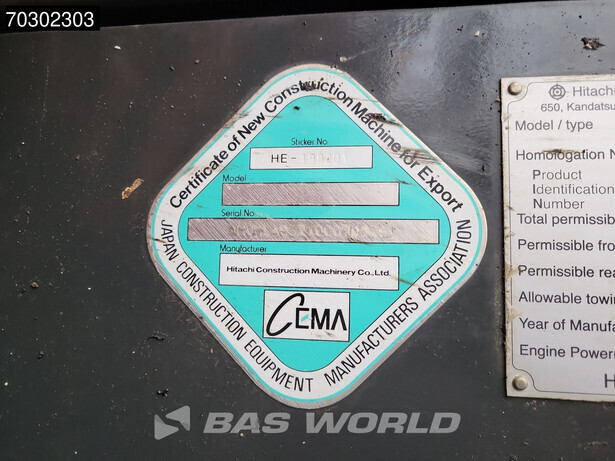 70302303
Certificate of New Construction Machine for Export
Sticker No.
HE-
Model
Serial No.
Manufacturer
Hitachi Construction Machinery Co., Ltd.
CEMA
JAPAN CONSTRUCTION EQUIPMENT MANUFACTURERS ASSOCIATION
Hitachi
650, Kandatsu
Model / type
Homologation N
Product
Identification
Number
Total permissib
Permissible fro
Permissible rea
Allowable towin
Year of Manufa
Engine Power
H
BAS WORLD